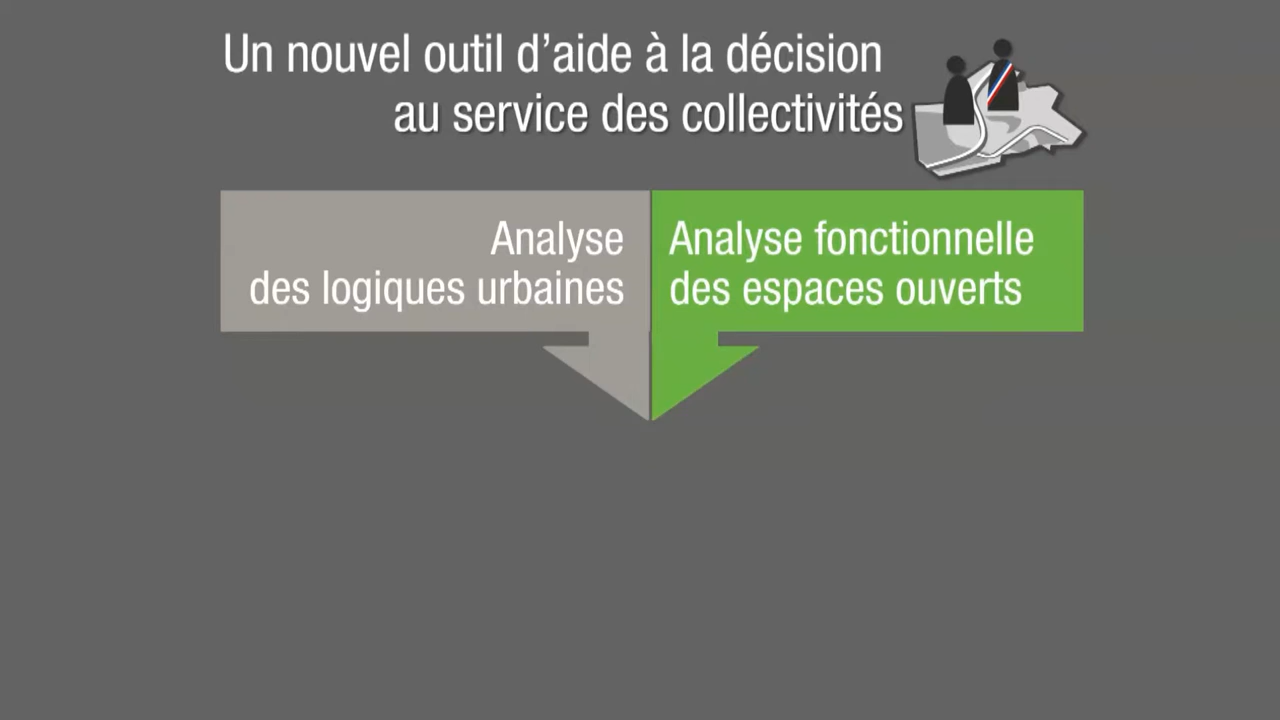 Un nouvel outil d’aide à la décision
au service des collectivités
Analyse
des logiques urbaines
Analyse fonctionnelle
des espaces ouverts